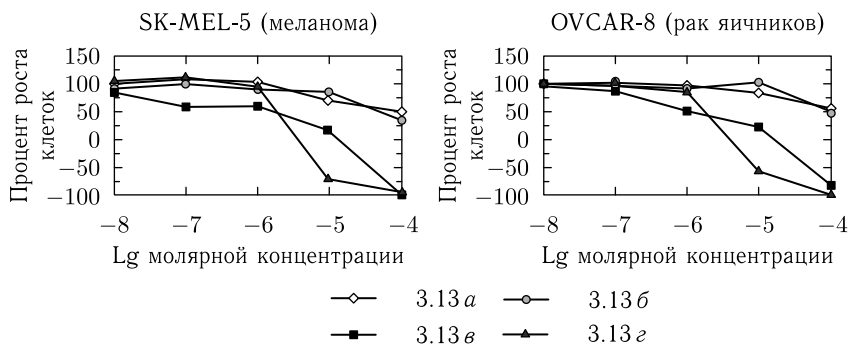 SK-MEL-5 (меланома)
OVCAR-8 (рак яичников)
Процент роста
клеток
150
100
50
0
−50
−100
−8 −7 −6 −5 −4
Lg молярной концентрации
Процент роста
клеток
150
100
50
0
−50
−100
−8 −7 −6 −5 −4
Lg молярной концентрации
3.13 а
3.13 б
3.13 в
3.13 г